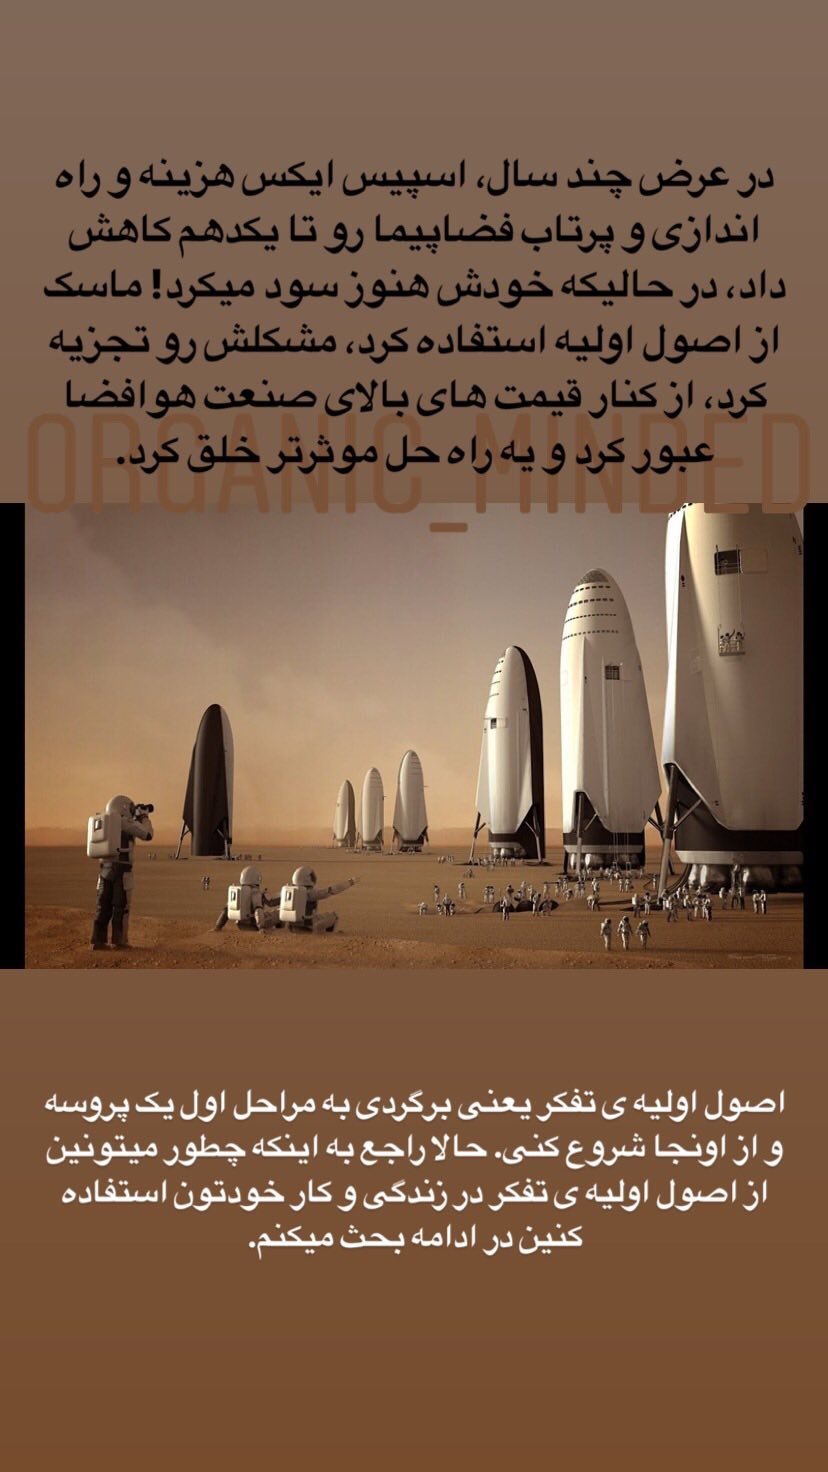 در عرض چند سال، اسپیس ایکس هزینه و راه
اندازی و پرتاب فضاپیما رو تا یکدهم کاهش
داد، در حالیکه خودش هنوز سود میکرد! ماسک
از اصول اولیه استفاده کرد، مشکلش رو تجزیه
کرد، از کنار قیمت های بالای صنعت هوافضا
عبور کرد و یه راه حل موثرتر خلق کرد.
ORGANIC_MINDED
اصول اولیه ی تفکر یعنی برگردی به مراحل اول یک پروسه
و از اونجا شروع کنی. حالا راجع به اینکه چطور میتونین
از اصول اولیه ی تفکر در زندگی و کار خودتون استفاده
کنین در ادامه بحث میکنم.